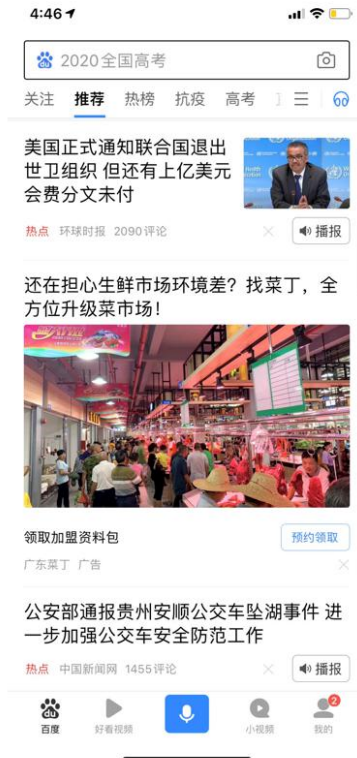 4:46
du 2020全国高考
关注 推荐 热榜 抗疫 高考
美国正式通知联合国退出
世卫组织 但还有上亿美元
会费分文未付
热点 环球时报 2090评论 播报
还在担心生鲜市场环境差？找菜丁，全
方位升级菜市场！
领取加盟资料包 预约领取
广东菜丁 广告
公安部通报贵州安顺公交车坠湖事件 进
一步加强公交车安全防范工作
热点 中国新闻网 1455评论 播报
du 2
百度 好看视频 小视频 我的